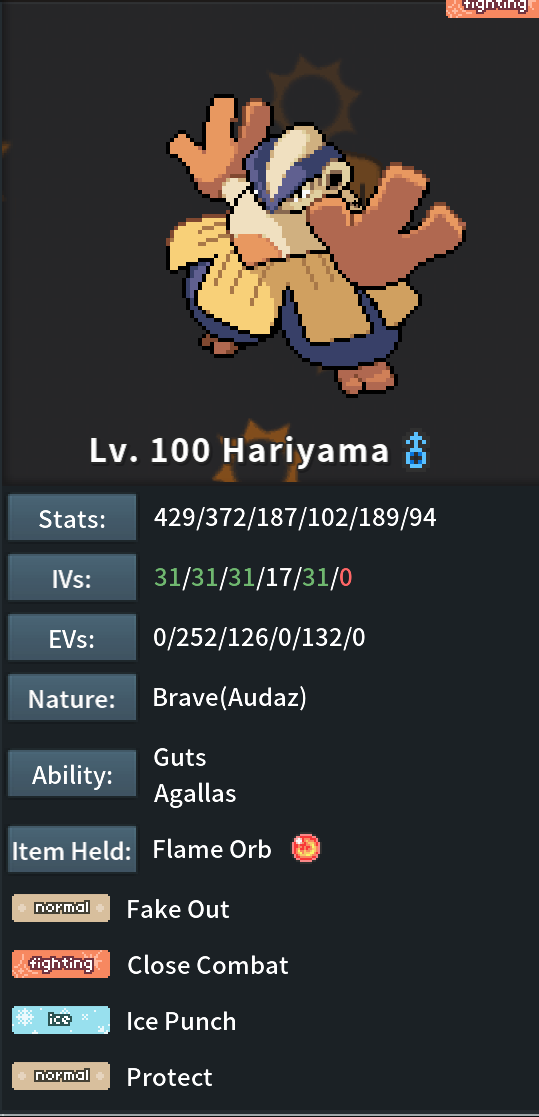 fighting
Lv. 100 Hariyama
Stats: 429/372/187/102/189/94
IVs: 31/31/31/17/31/0
EVs: 0/252/126/0/132/0
Nature: Brave(Audaz)
Ability: Guts
Agallas
Item Held: Flame Orb
normal Fake Out
fighting Close Combat
ice Ice Punch
normal Protect